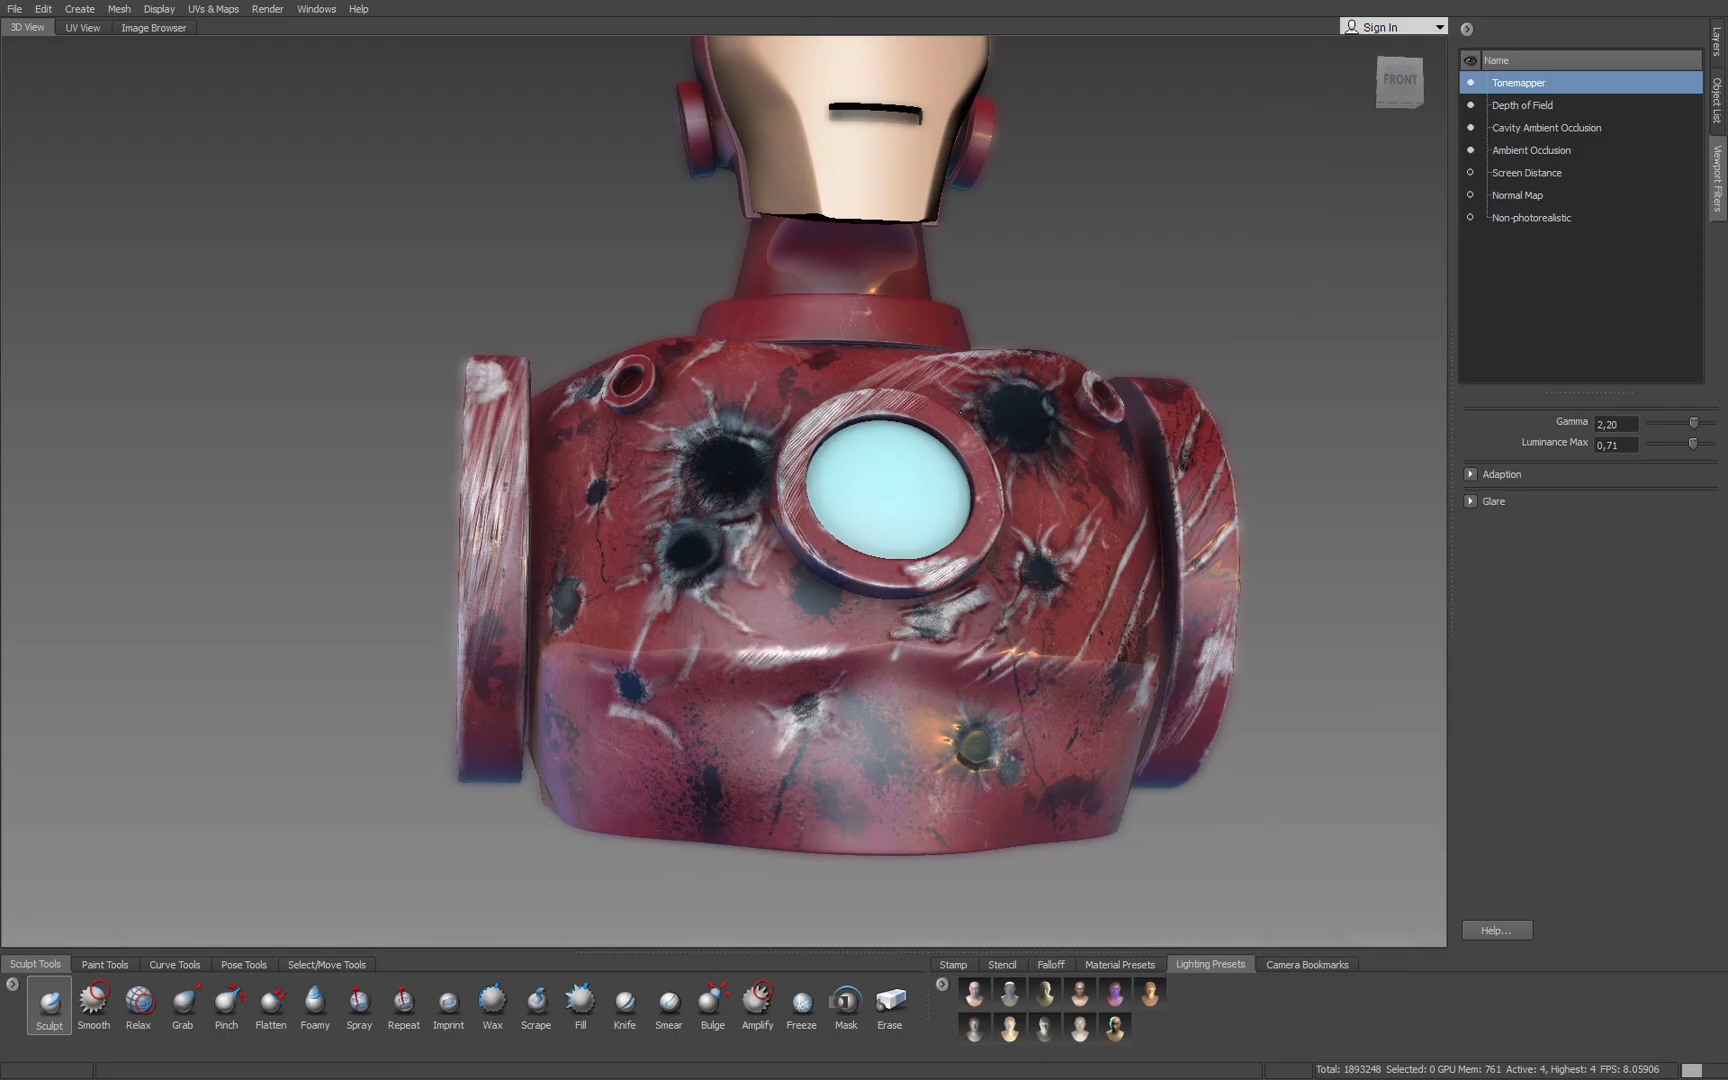 File Edit Create Mesh Display UVs & Maps Render Windows Help
3D View UV View Image Browser
Sign In
FRONT
Name
Tonemapper
Depth of Field
Cavity Ambient Occlusion
Ambient Occlusion
Screen Distance
Normal Map
Non-photorealistic
Layers
Object List
Viewport Filters
Gamma 2,20
Luminance Max 0,71
Adaption
Glare
Help...
Sculpt Tools Paint Tools Curve Tools Pose Tools Select/Move Tools
Stamp Stencil Falloff Material Presets Lighting Presets Camera Bookmarks
Sculpt Smooth Relax Grab Pinch Flatten Foamy Spray Repeat Imprint Wax Scrape Fill Knife Smear Bulge Amplify Freeze Mask Erase
Total: 1893248 Selected: 0 GPU Mem: 761 Active: 4, Highest: 4 FPS: 8.05906